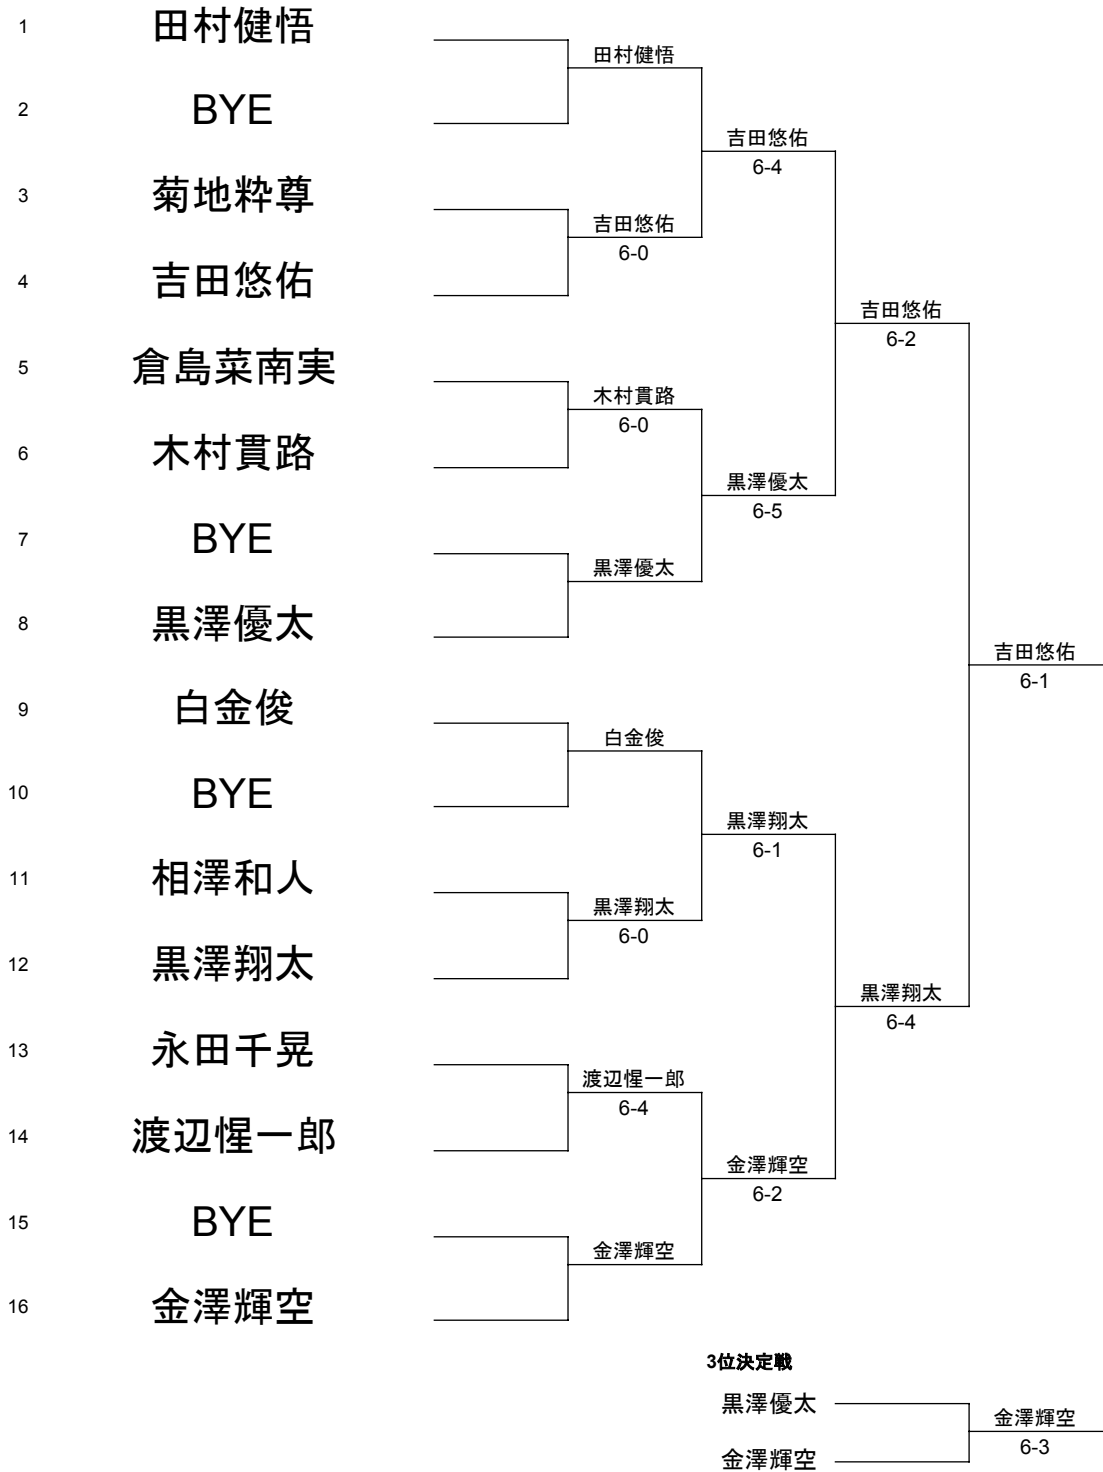 1 田村健悟
田村健悟
2 BYE
吉田悠佑
6-4
3 菊地粋尊
吉田悠佑
6-0
4 吉田悠佑
吉田悠佑
6-2
5 倉島菜南実
木村貫路
6-0
6 木村貫路
黒澤優太
6-5
7 BYE
黒澤優太
8 黒澤優太
吉田悠佑
6-1
9 白金俊
白金俊
10 BYE
黒澤翔太
6-1
11 相澤和人
黒澤翔太
6-0
12 黒澤翔太
黒澤翔太
6-4
13 永田千晃
渡辺惺一郎
6-4
14 渡辺惺一郎
金澤輝空
6-2
15 BYE
金澤輝空
16 金澤輝空
3位決定戦
黒澤優太
金澤輝空
6-3
金澤輝空